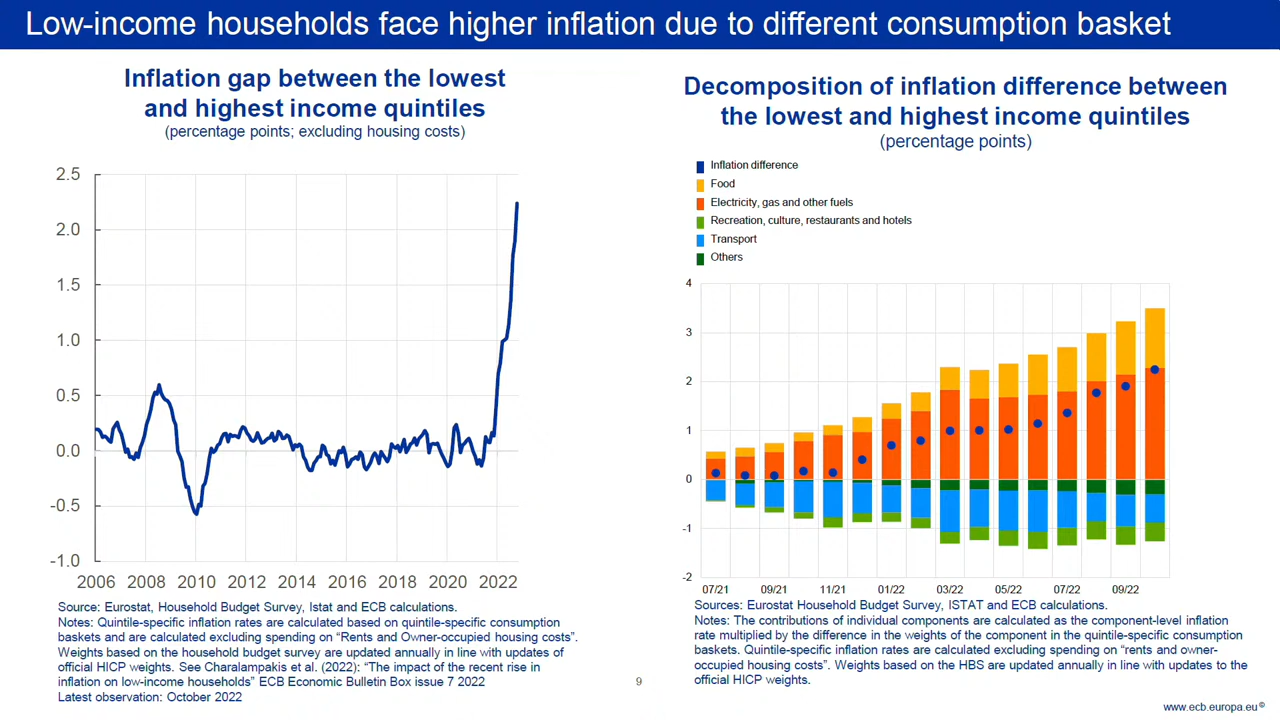 Low-income households face higher inflation due to different consumption basket
Inflation gap between the lowest
and highest income quintiles
(percentage points; excluding housing costs)
2.5
2.0
1.5
1.0
0.5
0.0
-0.5
-1.0
2006 2008 2010 2012 2014 2016 2018 2020 2022
Source: Eurostat, Household Budget Survey, Istat and ECB calculations.
Notes: Quintile-specific inflation rates are calculated based on quintile-specific consumption
baskets and are calculated excluding spending on “Rents and Owner-occupied housing costs”.
Weights based on the household budget survey are updated annually in line with updates of
official HICP weights. See Charalampakis et al. (2022): “The impact of the recent rise in
inflation on low-income households” ECB Economic Bulletin Box issue 7 2022
Latest observation: October 2022
Decomposition of inflation difference between
the lowest and highest income quintiles
(percentage points)
Inflation difference
Food
Electricity, gas and other fuels
Recreation, culture, restaurants and hotels
Transport
Others
4
3
2
1
0
-1
-2
07/21 09/21 11/21 01/22 03/22 05/22 07/22 09/22
Sources: Eurostat Household Budget Survey, ISTAT and ECB calculations.
Notes: The contributions of individual components are calculated as the component-level inflation
rate multiplied by the difference in the weights of the component in the quintile-specific consumption
baskets. Quintile-specific inflation rates are calculated excluding spending on “rents and owner-
occupied housing costs”. Weights based on the HBS are updated annually in line with updates to the
official HICP weights.
9
www.ecb.europa.eu ©